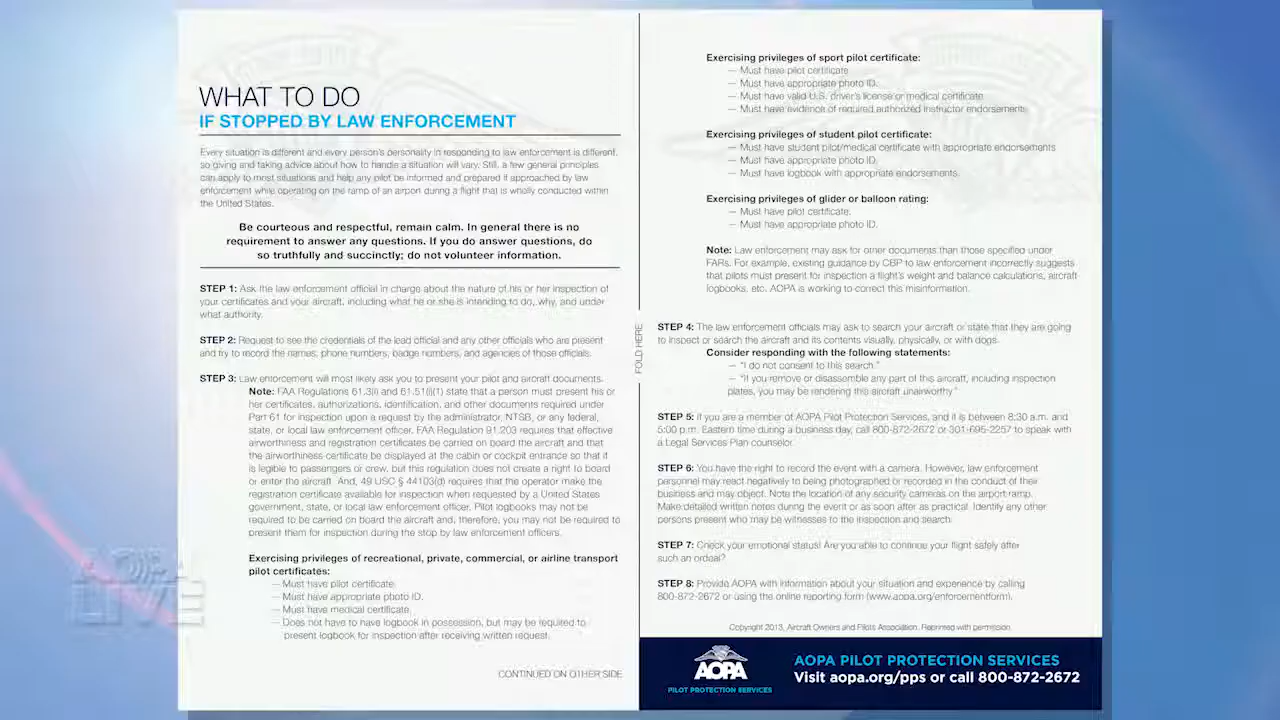 WHAT TO DO
IF STOPPED BY LAW ENFORCEMENT
Every situation is different and every person's personality in responding to law enforcement is different,
so giving and taking advice about how to handle a situation will vary. Still, a few general principles
can apply to most situations and help any pilot be informed and prepared if approached by law
enforcement while operating on the ramp of an airport during a flight that is wholly conducted within
the United States.
Be courteous and respectful, remain calm. In general there is no
requirement to answer any questions. If you do answer questions, do
so truthfully and succinctly; do not volunteer information.
STEP 1: Ask the law enforcement official in charge about the nature of his or her inspection of
your certificates and your aircraft, including what he or she is intending to do, why, and under
what authority.
STEP 2: Request to see the credentials of the lead official and any other officials who are present
and try to record the names, phone numbers, badge numbers, and agencies of those officials.
STEP 3: Law enforcement will most likely ask you to present your pilot and aircraft documents.
Note: FAA Regulations 61.3(l) and 61.51(i)(1) state that a person must present his or
her certificates, authorizations, identification, and other documents required under
Part 61 for inspection upon a request by the administrator, NTSB, or any federal,
state, or local law enforcement officer. FAA Regulation 91.203 requires that effective
airworthiness and registration certificates be carried on board the aircraft and that
the airworthiness certificate be displayed at the cabin or cockpit entrance so that it
is legible to passengers or crew, but this regulation does not create a right to board
or enter the aircraft. And, 49 USC § 44103(d) requires that the operator make the
registration certificate available for inspection when requested by a United States
government, state, or local law enforcement officer. Pilot logbooks may not be
required to be carried on board the aircraft and, therefore, you may not be required to
present them for inspection during the stop by law enforcement officers.
Exercising privileges of recreational, private, commercial, or airline transport
pilot certificates:
— Must have pilot certificate.
— Must have appropriate photo ID.
— Must have medical certificate.
— Does not have to have logbook in possession, but may be required to
present logbook for inspection after receiving written request.
CONTINUED ON OTHER SIDE
FOLD HERE
Exercising privileges of sport pilot certificate:
— Must have pilot certificate.
— Must have appropriate photo ID.
— Must have valid U.S. driver's license or medical certificate.
— Must have evidence of required authorized instructor endorsements.
Exercising privileges of student pilot certificate:
— Must have student pilot/medical certificate with appropriate endorsements.
— Must have appropriate photo ID.
— Must have logbook with appropriate endorsements.
Exercising privileges of glider or balloon rating:
— Must have pilot certificate.
— Must have appropriate photo ID.
Note: Law enforcement may ask for other documents than those specified under
FARs. For example, existing guidance by CBP to law enforcement incorrectly suggests
that pilots must present for inspection a flight's weight and balance calculations, aircraft
logbooks, etc. AOPA is working to correct this misinformation.
STEP 4: The law enforcement officials may ask to search your aircraft or state that they are going
to inspect or search the aircraft and its contents visually, physically, or with dogs.
Consider responding with the following statements:
— "I do not consent to this search."
— "If you remove or disassemble any part of this aircraft, including inspection
plates, you may be rendering this aircraft unairworthy."
STEP 5: If you are a member of AOPA Pilot Protection Services, and it is between 8:30 a.m. and
5:00 p.m. Eastern time during a business day, call 800-872-2672 or 301-695-2257 to speak with
a Legal Services Plan counselor.
STEP 6: You have the right to record the event with a camera. However, law enforcement
personnel may react negatively to being photographed or recorded in the conduct of their
business and may object. Note the location of any security cameras on the airport ramp.
Make detailed written notes during the event or as soon after as practical. Identify any other
persons present who may be witnesses to the inspection and search.
STEP 7: Check your emotional status! Are you able to continue your flight safely after
such an ordeal?
STEP 8: Provide AOPA with information about your situation and experience by calling
800-872-2672 or using the online reporting form (www.aopa.org/enforcementform).
Copyright 2013, Aircraft Owners and Pilots Association. Reprinted with permission.
AOPA
PILOT PROTECTION SERVICES
AOPA PILOT PROTECTION SERVICES
Visit aopa.org/pps or call 800-872-2672
AOPA
LIVE